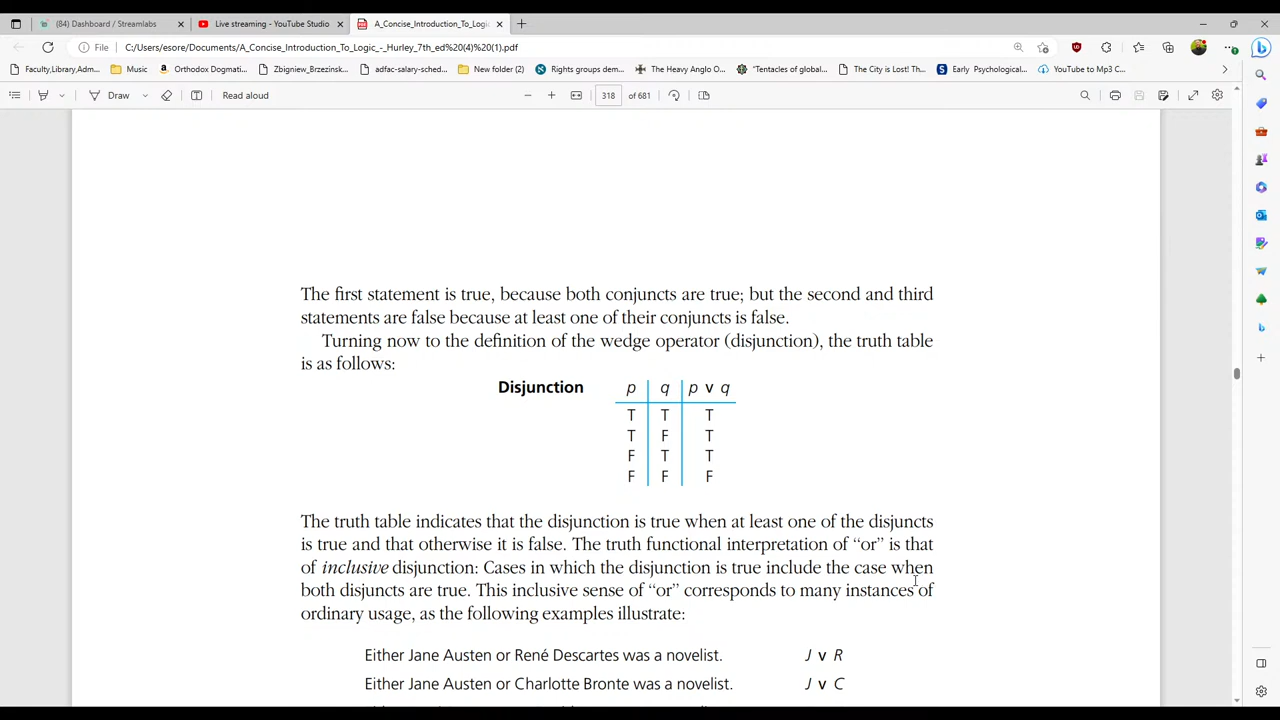 (84) Dashboard / Streamlabs
Live streaming - YouTube Studio
A_Concise_Introduction_To_Logic
File
C:/Users/esore/Documents/A_Concise_Introduction_To_Logic_-_Hurley_7th_ed%20(4)%20(1).pdf
Faculty,Library,Adm...
Music
Orthodox Dogmati...
Zbigniew_Brzezinsk...
adfac-salary-sched...
New folder (2)
Rights groups dem...
The Heavy Anglo O...
"Tentacles of global...
The City is Lost! Th...
Early Psychological...
YouTube to Mp3 C...
Draw
Read aloud
318 of 681
The first statement is true, because both conjuncts are true; but the second and third
statements are false because at least one of their conjuncts is false.
Turning now to the definition of the wedge operator (disjunction), the truth table
is as follows:
Disjunction p q p v q
T T T
T F T
F T T
F F F
The truth table indicates that the disjunction is true when at least one of the disjuncts
is true and that otherwise it is false. The truth functional interpretation of “or” is that
of inclusive disjunction: Cases in which the disjunction is true include the case when
both disjuncts are true. This inclusive sense of “or” corresponds to many instances of
ordinary usage, as the following examples illustrate:
Either Jane Austen or René Descartes was a novelist. J v R
Either Jane Austen or Charlotte Bronte was a novelist. J v C